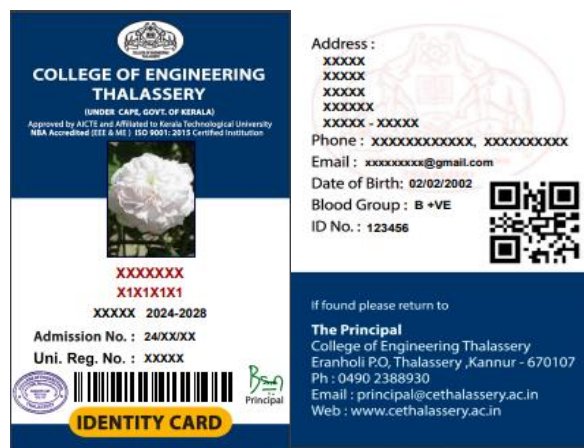 COLLEGE OF ENGINEERING
THALASSERY
(UNDER CAPE, GOVT. OF KERALA)
Approved by AICTE and Affiliated to Kerala Technological University
NBA Accredited (EEE & ME ) ISO 9001: 2015 Certified Institution
XXXXXXX
X1X1X1X1
XXXXX 2024-2028
Admission No. : 24/XX/XX
Uni. Reg. No. : XXXXX
Principal
IDENTITY CARD
Address :
XXXXX
XXXXX
XXXXX
XXXXXX
XXXXX - XXXXX
Phone : XXXXXXXXXXXX, XXXXXXXXXX
Email : xxxxxxxxx@gmail.com
Date of Birth: 02/02/2002
Blood Group : B +VE
ID No. : 123456
If found please return to
The Principal
College of Engineering Thalassery
Eranholi P.O, Thalassery ,Kannur - 670107
Ph : 0490 2388930
Email : principal@cethalassery.ac.in
Web : www.cethalassery.ac.in